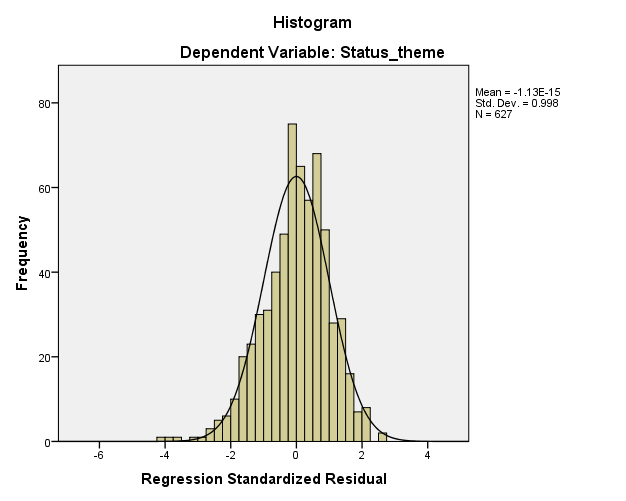 Histogram
Dependent Variable: Status_theme
Mean = -1.13E-15
Std. Dev. = 0.998
N = 627
80
60
40
20
0
Frequency
-6 -4 -2 0 2 4
Regression Standardized Residual